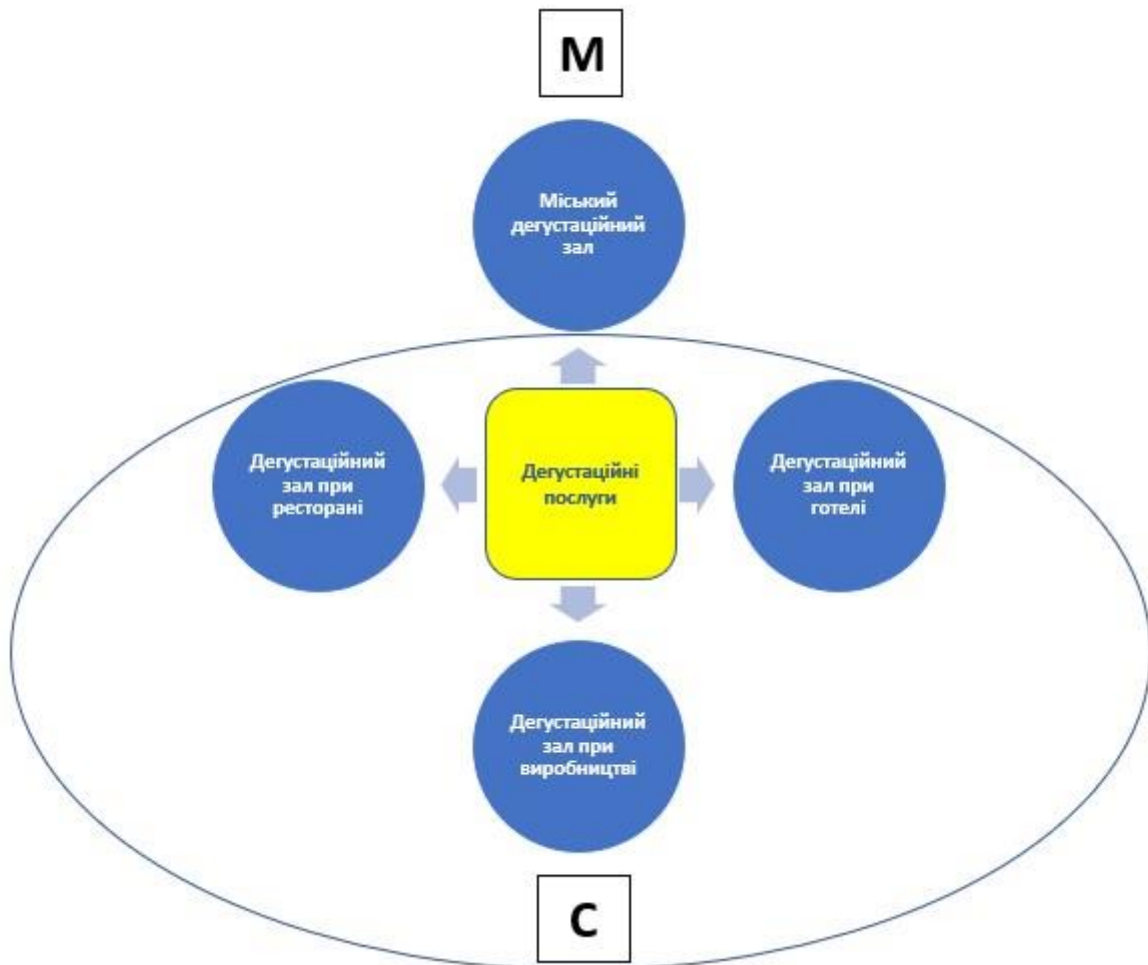 М
Міський
дегустаційний
зал
Дегустаційний
зал при
ресторані
Дегустаційні
послуги
Дегустаційний
зал при
готелі
Дегустаційний
зал при
виробництві
С